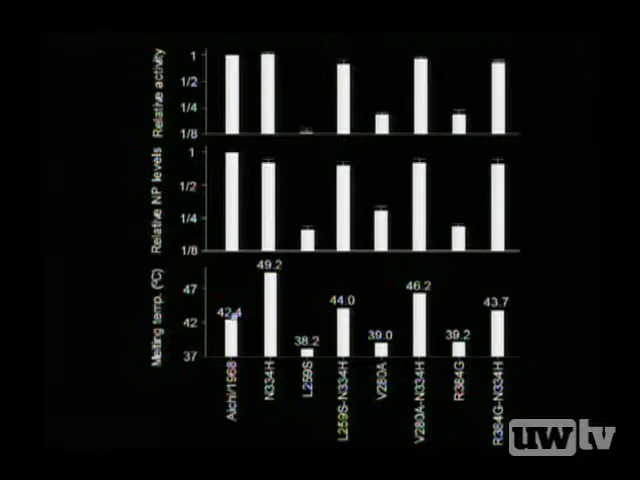 Relative activity
1
1/2
1/4
1/8
Relative NP levels
1
1/2
1/4
1/8
Melting temp. (ºC)
47
42
37
42.4
49.2
38.2
44.0
39.0
46.2
39.2
43.7
Aichi/1968
N334H
L259S
L259S-N334H
V280A
V280A-N334H
R384G
R384G-N334H
uwtv